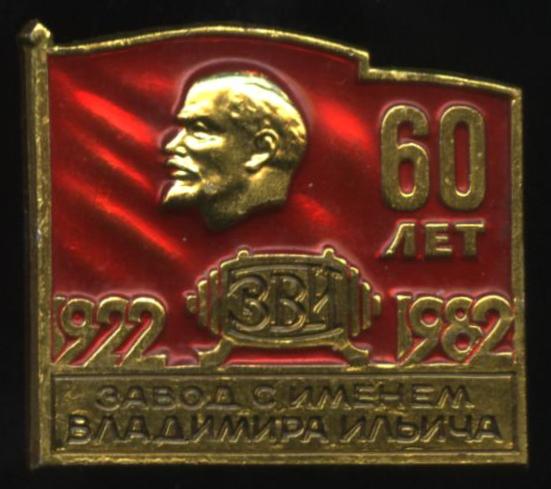 60
ЛЕТ
1922 ЗВИ 1982
ЗАВОД С ИМЕНЕМ
ВЛАДИМИРА ИЛЬИЧА